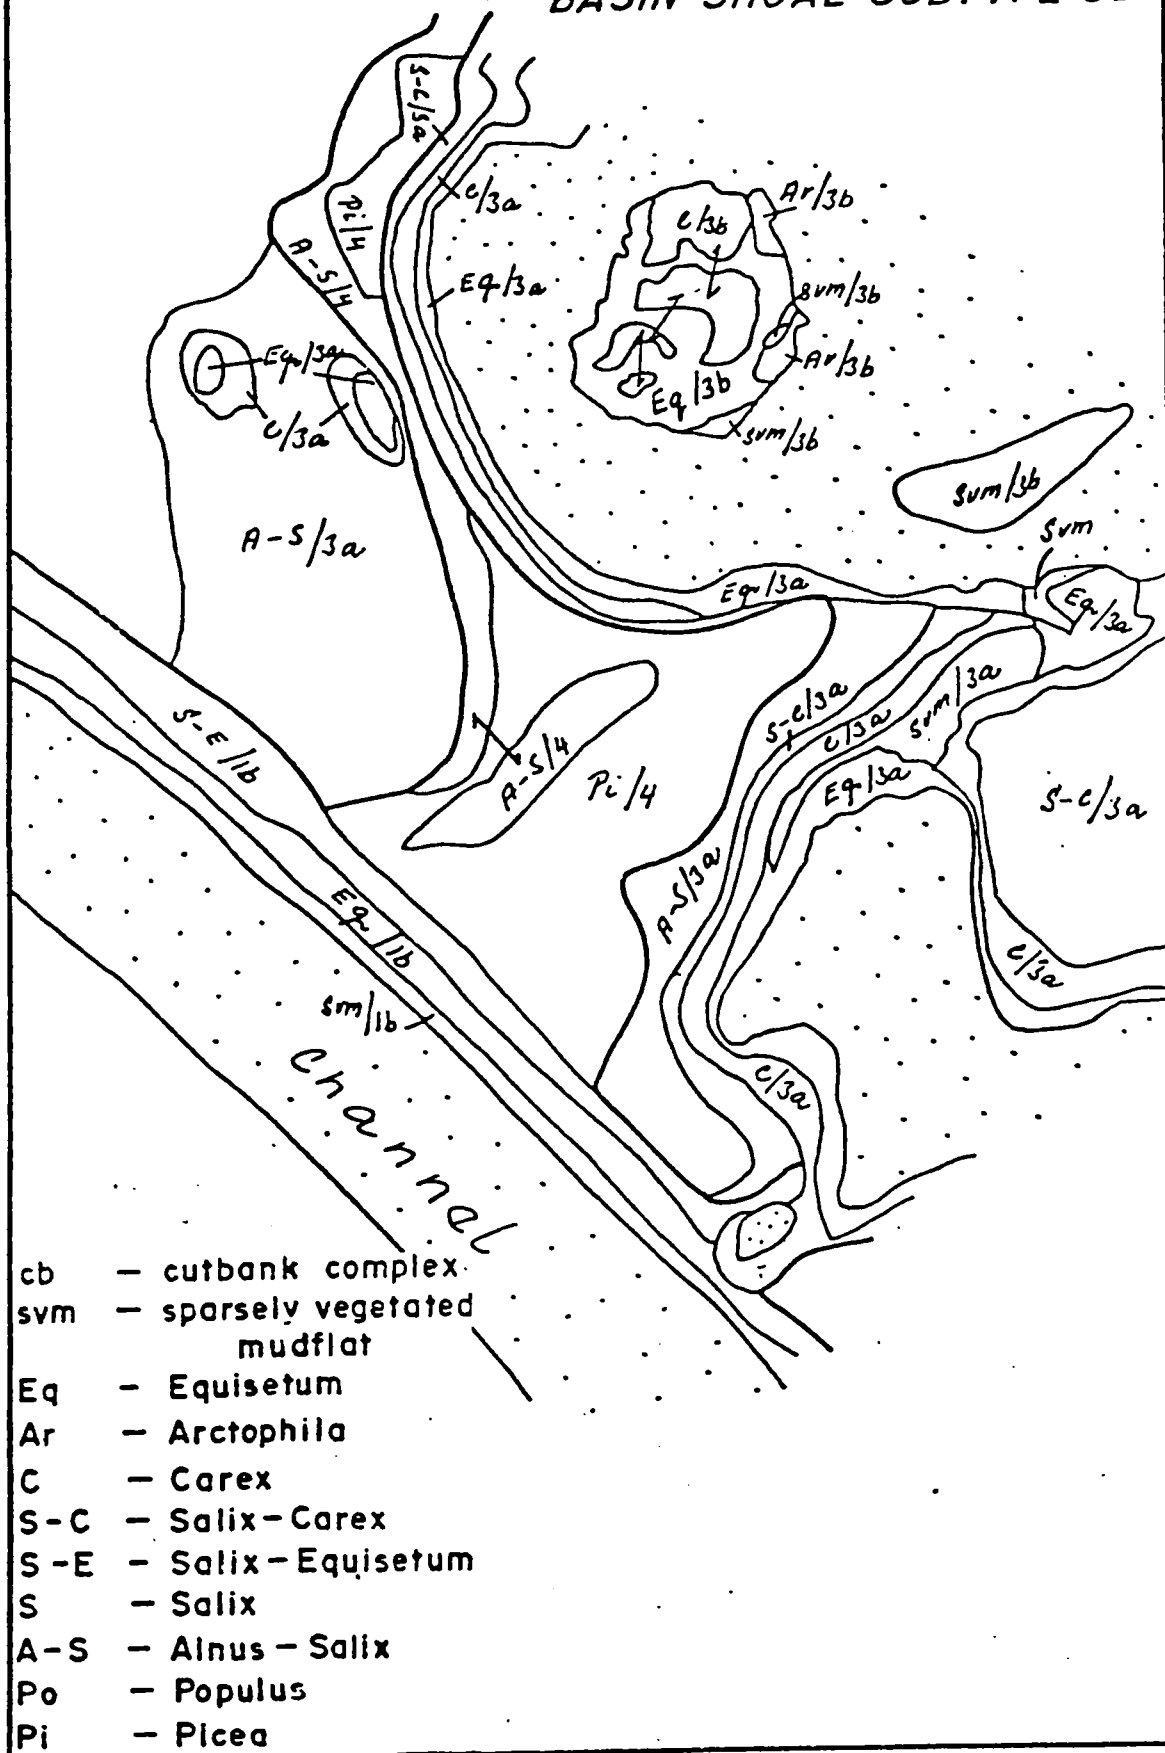 BASIN SHOAL SUBTYPE
S-C/3a
C/3a
Pi/4
A-S/4
Eq/3a
C/3b
Ar/3b
svm/3b
Ar/3b
Eq/3b
svm/3b
Eq/3a
C/3a
svm/3b
svm
A-S/3a
Eq/3a
Eq/3a
S-C/3a
C/3a
svm/3a
S-E/1b
A-S/4
Pi/4
Eq/3a
S-C/3a
A-S/3a
Eq/1b
C/3a
svm/1b
C/3a
Channal
cb – cutbank complex
svm – sparsely vegetated
mudflat
Eq – Equisetum
Ar – Arctophila
C – Carex
S-C – Salix-Carex
S-E – Salix-Equisetum
S – Salix
A-S – Alnus-Salix
Po – Populus
Pi – Picea